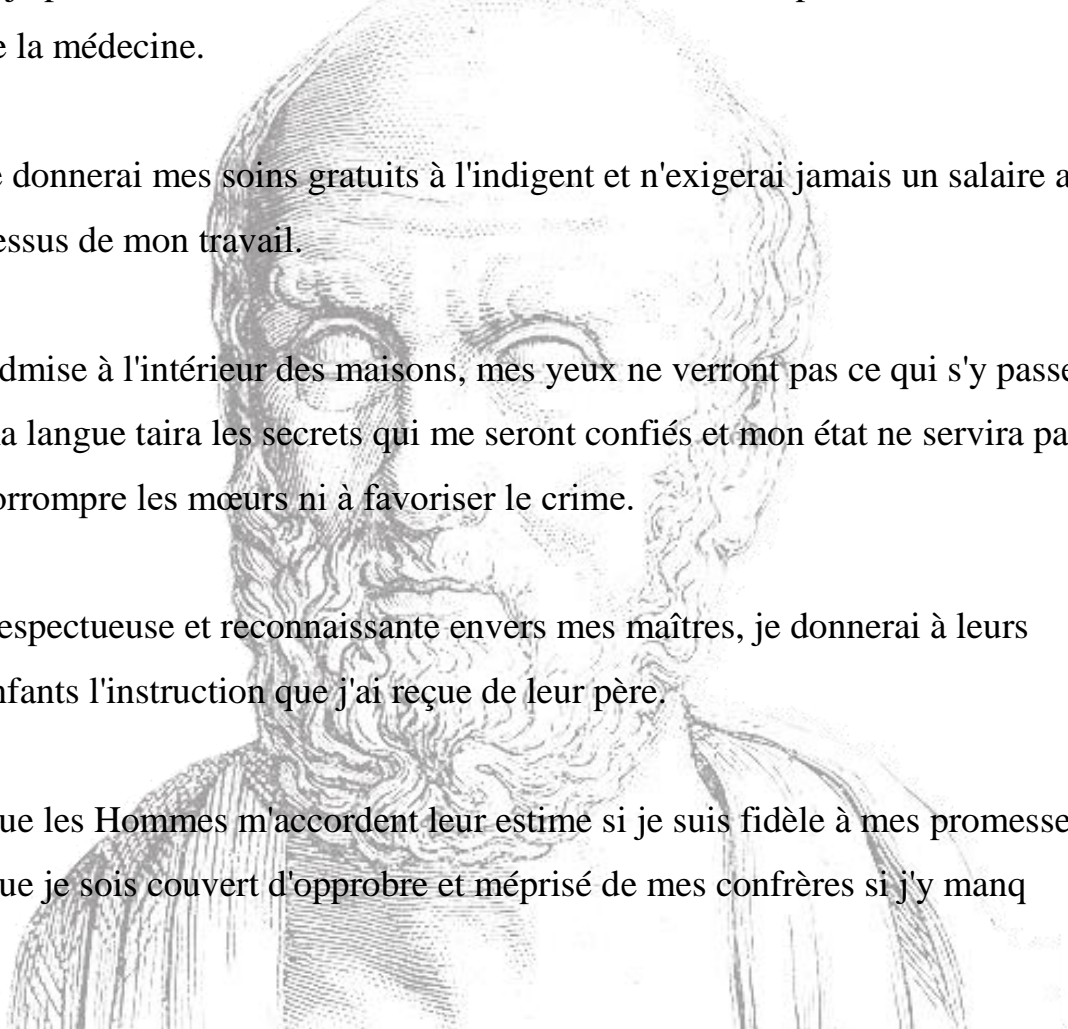 e la médecine.
e donnerai mes soins gratuits à l'indigent et n'exigerai jamais un salaire a
essus de mon travail.
dmise à l'intérieur des maisons, mes yeux ne verront pas ce qui s'y passe
a langue taira les secrets qui me seront confiés et mon état ne servira pa
orrompre les mœurs ni à favoriser le crime.
espectueuse et reconnaissante envers mes maîtres, je donnerai à leurs
nfants l'instruction que j'ai reçue de leur père.
ue les Hommes m'accordent leur estime si je suis fidèle à mes promesse
ue je sois couvert d'opprobre et méprisé de mes confrères si j'y manq